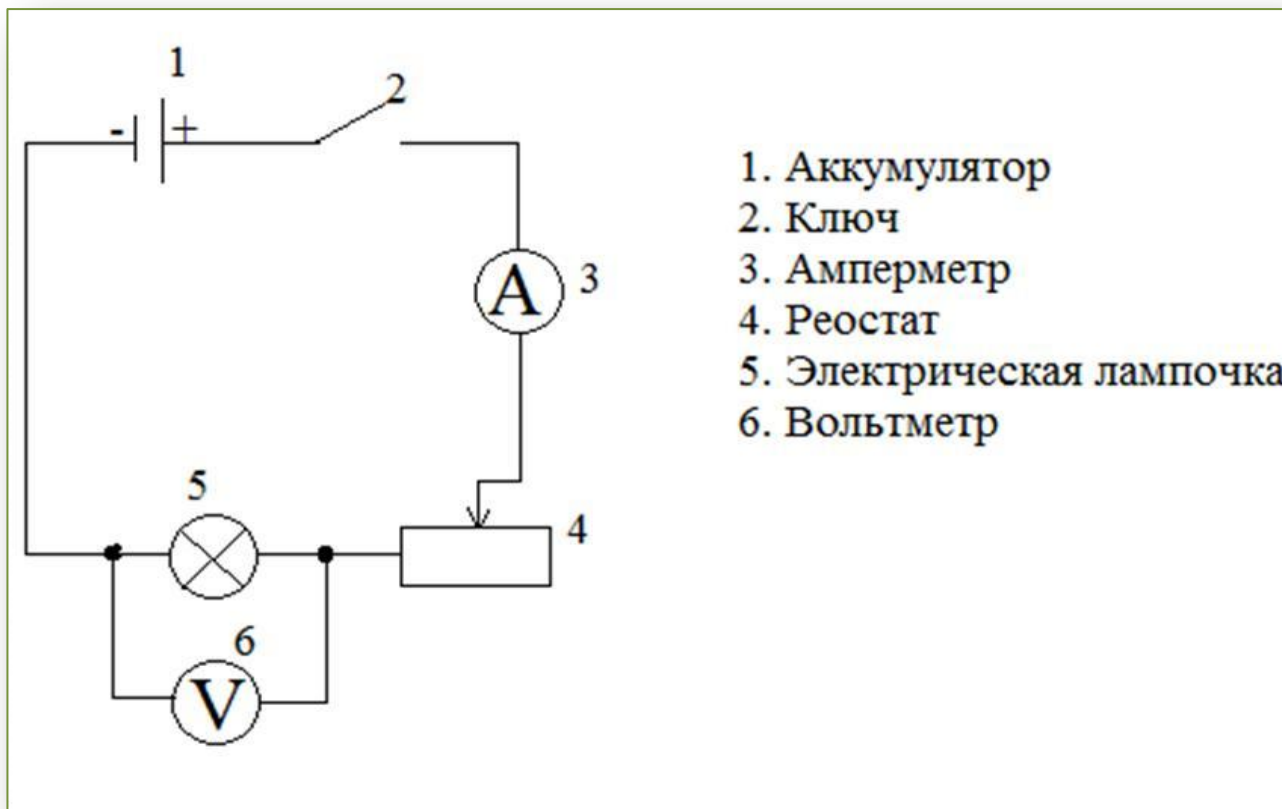 1
2
- +
A
3
5
4
6
V
1. Аккумулятор
2. Ключ
3. Амперметр
4. Реостат
5. Электрическая лампочка
6. Вольтметр